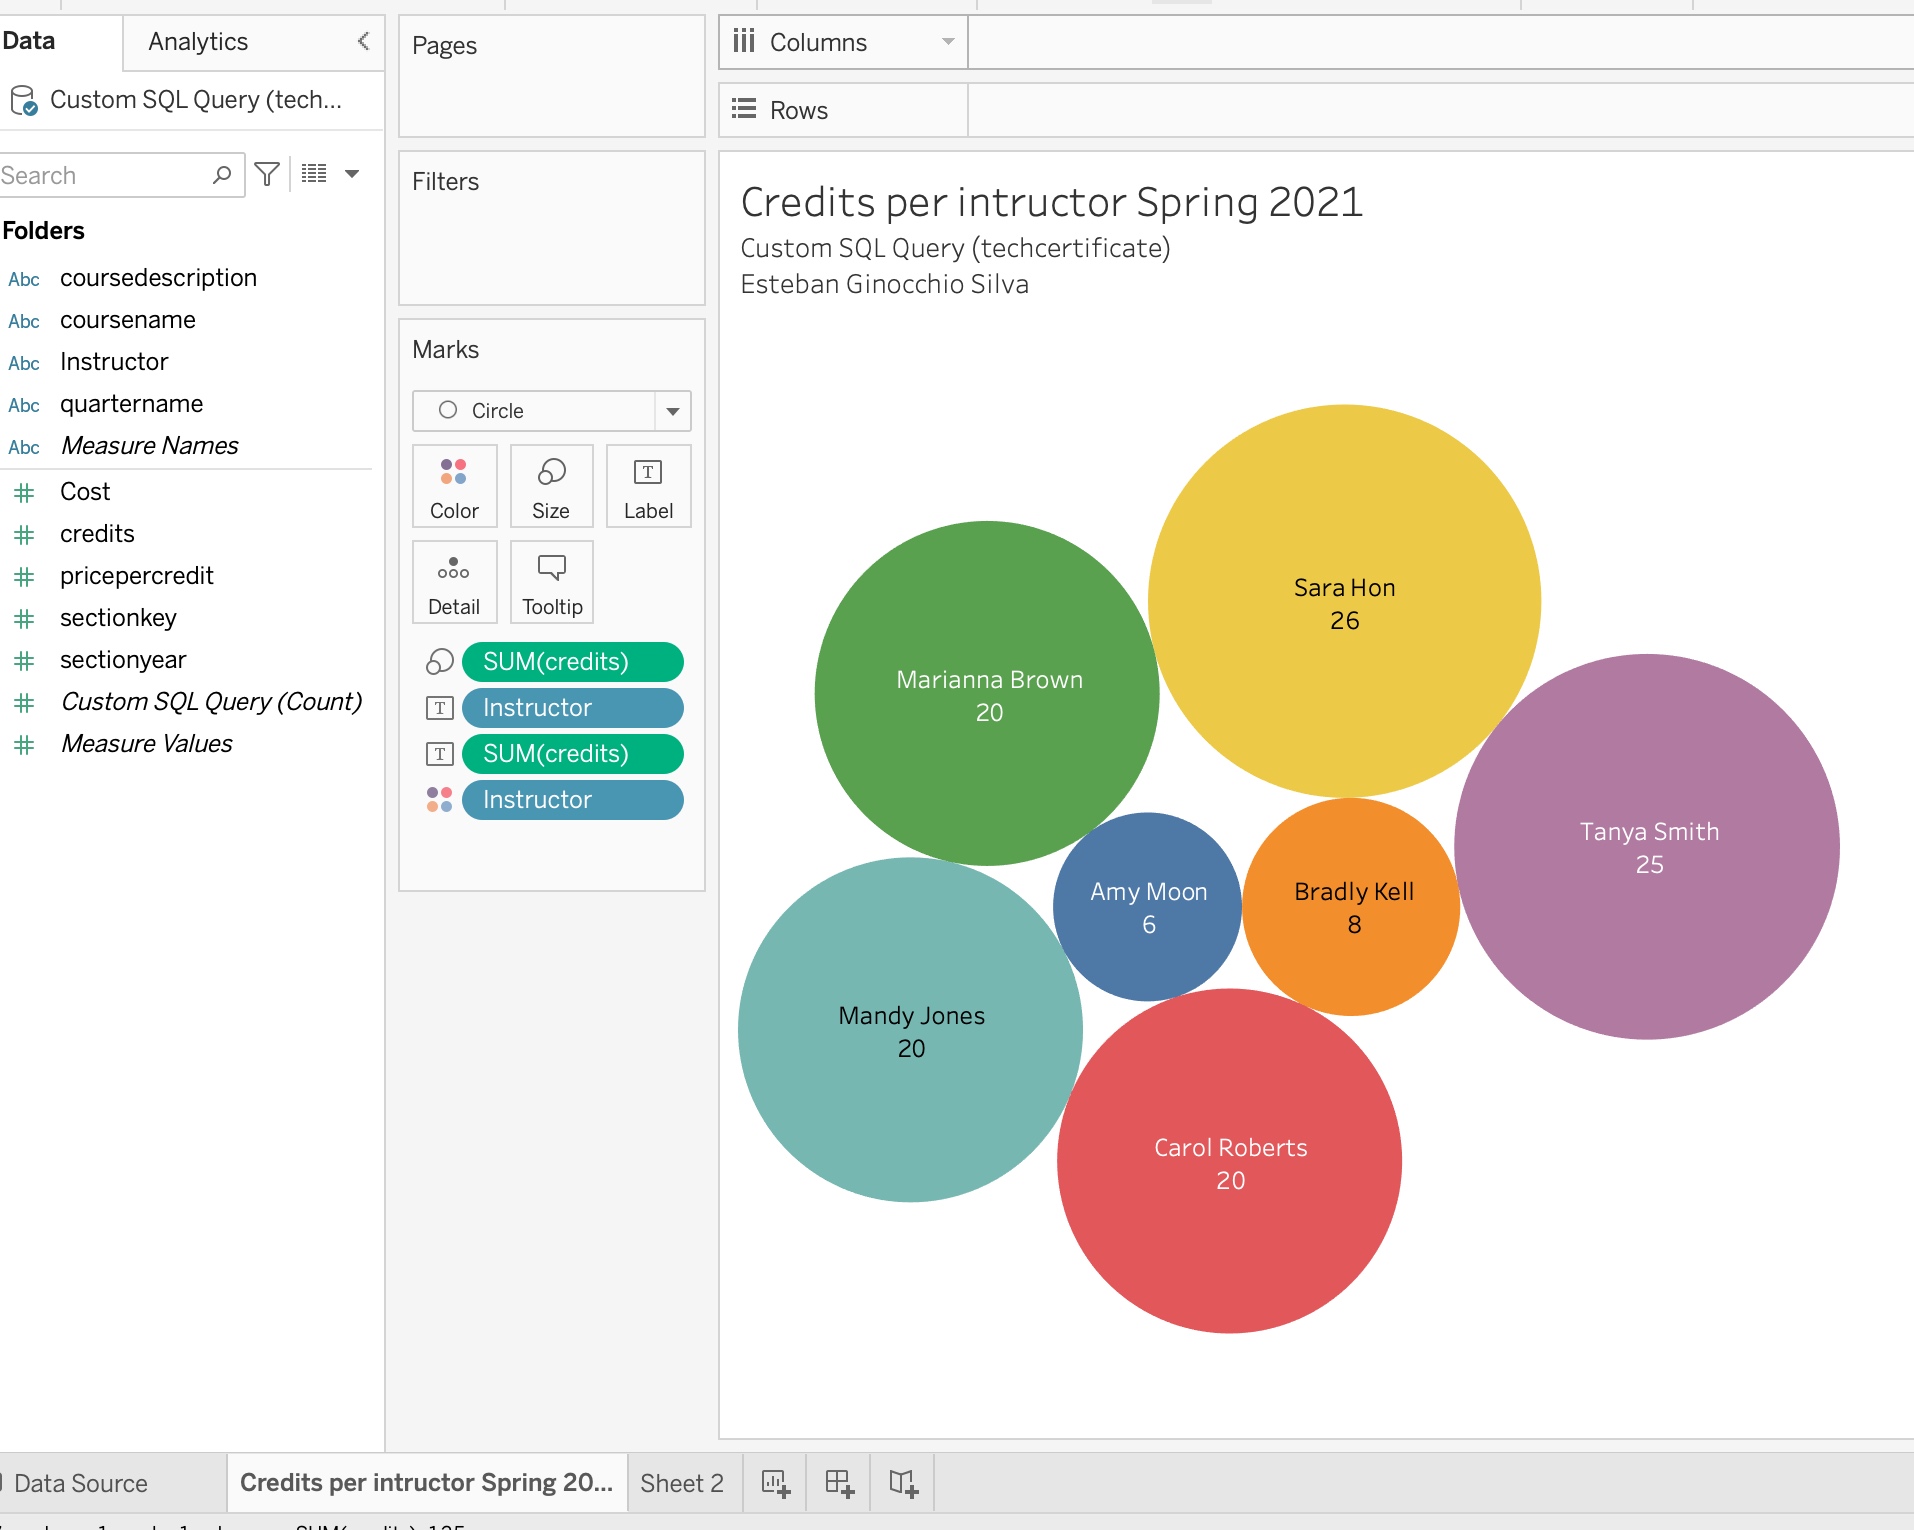 Data
Analytics
Custom SQL Query (tech...
Search
Folders
Abc coursedescription
Abc coursename
Abc Instructor
Abc quartername
Abc Measure Names
Cost
credits
pricepercredit
sectionkey
sectionyear
Custom SQL Query (Count)
Measure Values
Pages
Filters
Marks
Circle
Color
Size
T
Label
Detail
Tooltip
SUM(credits)
T Instructor
T SUM(credits)
Instructor
Columns
Rows
Credits per intructor Spring 2021
Custom SQL Query (techcertificate)
Esteban Ginocchio Silva
Sara Hon
26
Marianna Brown
20
Tanya Smith
25
Amy Moon
6
Bradly Kell
8
Mandy Jones
20
Carol Roberts
20
Data Source
Credits per intructor Spring 20...
Sheet 2